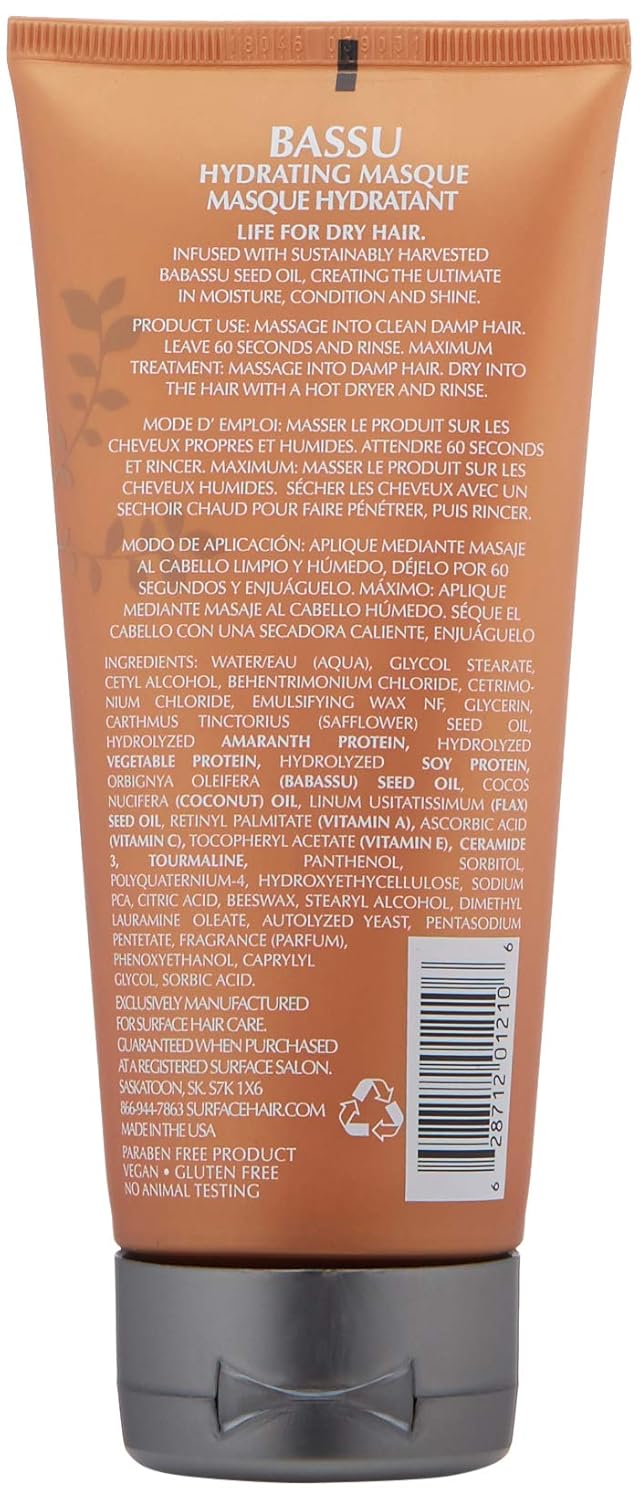 18045 059051
BASSU
HYDRATING MASQUE
MASQUE HYDRATANT
LIFE FOR DRY HAIR.
INFUSED WITH SUSTAINABLY HARVESTED
BABASSU SEED OIL, CREATING THE ULTIMATE
IN MOISTURE, CONDITION AND SHINE.
PRODUCT USE: MASSAGE INTO CLEAN DAMP HAIR.
LEAVE 60 SECONDS AND RINSE. MAXIMUM
TREATMENT: MASSAGE INTO DAMP HAIR. DRY INTO
THE HAIR WITH A HOT DRYER AND RINSE.
MODE D' EMPLOI: MASSER LE PRODUIT SUR LES
CHEVEUX PROPRES ET HUMIDES. ATTENDRE 60 SECONDS
ET RINCER. MAXIMUM: MASSER LE PRODUIT SUR LES
CHEVEUX HUMIDES. SÉCHER LES CHEVEUX AVEC UN
SECHOIR CHAUD POUR FAIRE PÉNÉTRER, PUIS RINCER.
MODO DE APLICACIÓN: APLIQUE MEDIANTE MASAJE
AL CABELLO LIMPIO Y HÚMEDO, DÉJELO POR 60
SEGUNDOS Y ENJUÁGUELO. MÁXIMO: APLIQUE
MEDIANTE MASAJE AL CABELLO HÚMEDO. SÉQUE EL
CABELLO CON UNA SECADORA CALIENTE, ENJUÁGUELO
INGREDIENTS: WATER/EAU (AQUA), GLYCOL STEARATE,
CETYL ALCOHOL, BEHENTRIMONIUM CHLORIDE, CETRIMO-
NIUM CHLORIDE, EMULSIFYING WAX NF, GLYCERIN,
CARTHMUS TINCTORIUS (SAFFLOWER) SEED OIL,
HYDROLYZED AMARANTH PROTEIN, HYDROLYZED
VEGETABLE PROTEIN, HYDROLYZED SOY PROTEIN,
ORBIGNYA OLEIFERA (BABASSU) SEED OIL, COCOS
NUCIFERA (COCONUT) OIL, LINUM USITATISSIMUM (FLAX)
SEED OIL, RETINYL PALMITATE (VITAMIN A), ASCORBIC ACID
(VITAMIN C), TOCOPHERYL ACETATE (VITAMIN E), CERAMIDE
3, TOURMALINE, PANTHENOL, SORBITOL,
POLYQUATERNIUM-4, HYDROXYETHYCELLULOSE, SODIUM
PCA, CITRIC ACID, BEESWAX, STEARYL ALCOHOL, DIMETHYL
LAURAMINE OLEATE, AUTOLYZED YEAST, PENTASODIUM
PENTETATE, FRAGRANCE (PARFUM),
PHENOXYETHANOL, CAPRYLYL
GLYCOL, SORBIC ACID.
EXCLUSIVELY MANUFACTURED
FOR SURFACE HAIR CARE.
GUARANTEED WHEN PURCHASED
AT A REGISTERED SURFACE SALON.
SASKATOON, SK. S7K 1X6
866-944-7863 SURFACEHAIR.COM
MADE IN THE USA
PARABEN FREE PRODUCT
VEGAN • GLUTEN FREE
NO ANIMAL TESTING
6 28712 01210 6